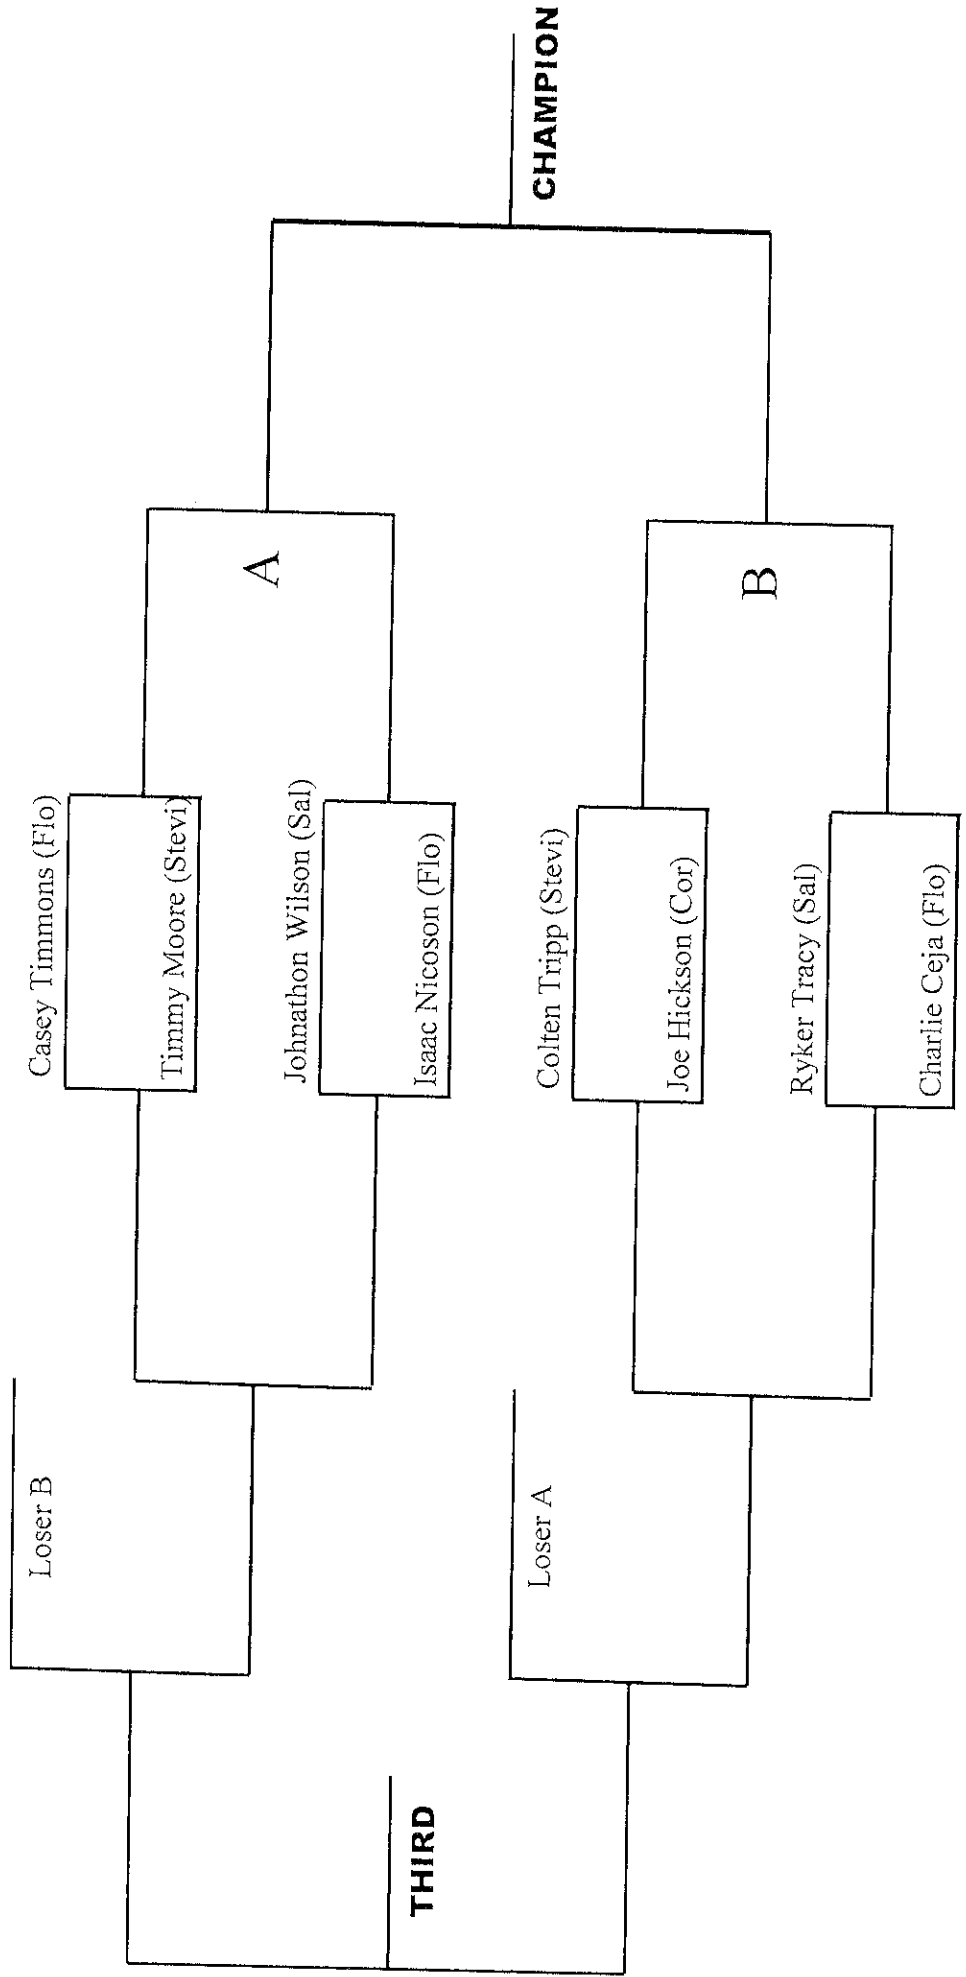 Casey Timmons (Flo)
Timmy Moore (Stevi)
Johnathon Wilson (Sal)
Isaac Nicoson (Flo)
Colten Tripp (Stevi)
Joe Hickson (Cor)
Ryker Tracy (Sal)
Charlie Ceja (Flo)
A
B
CHAMPION
Loser B
Loser A
THIRD